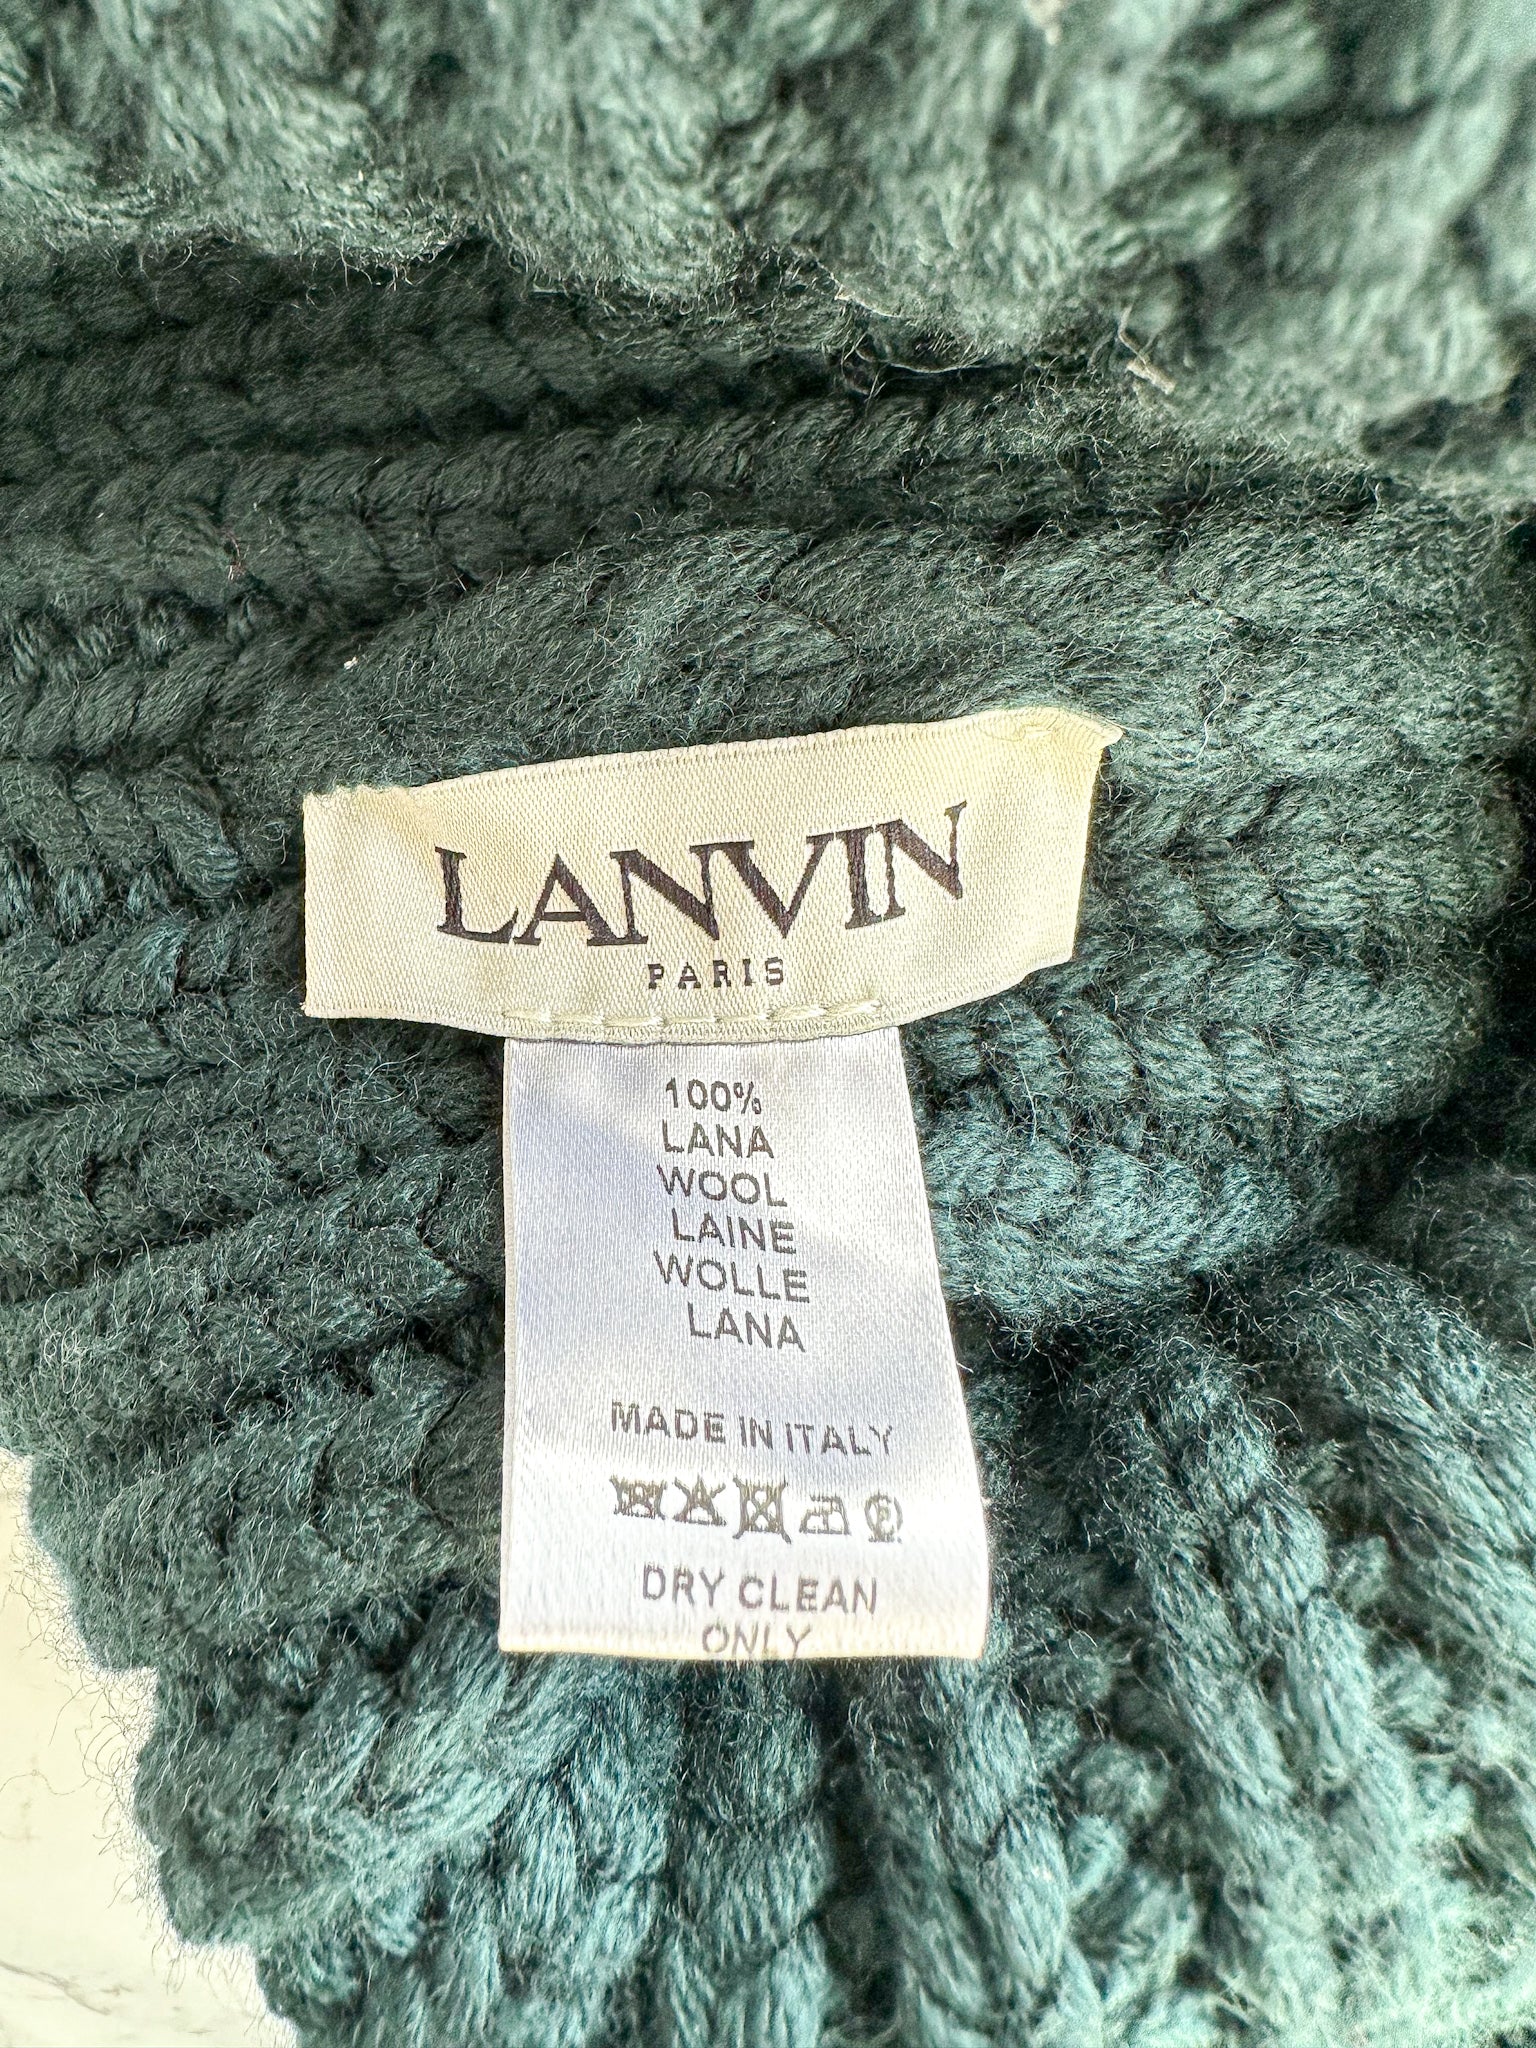 LANVIN
PARIS
100%
LANA
WOOL
LAINE
WOLLE
LANA
MADE IN ITALY
DRY CLEAN
ONLY